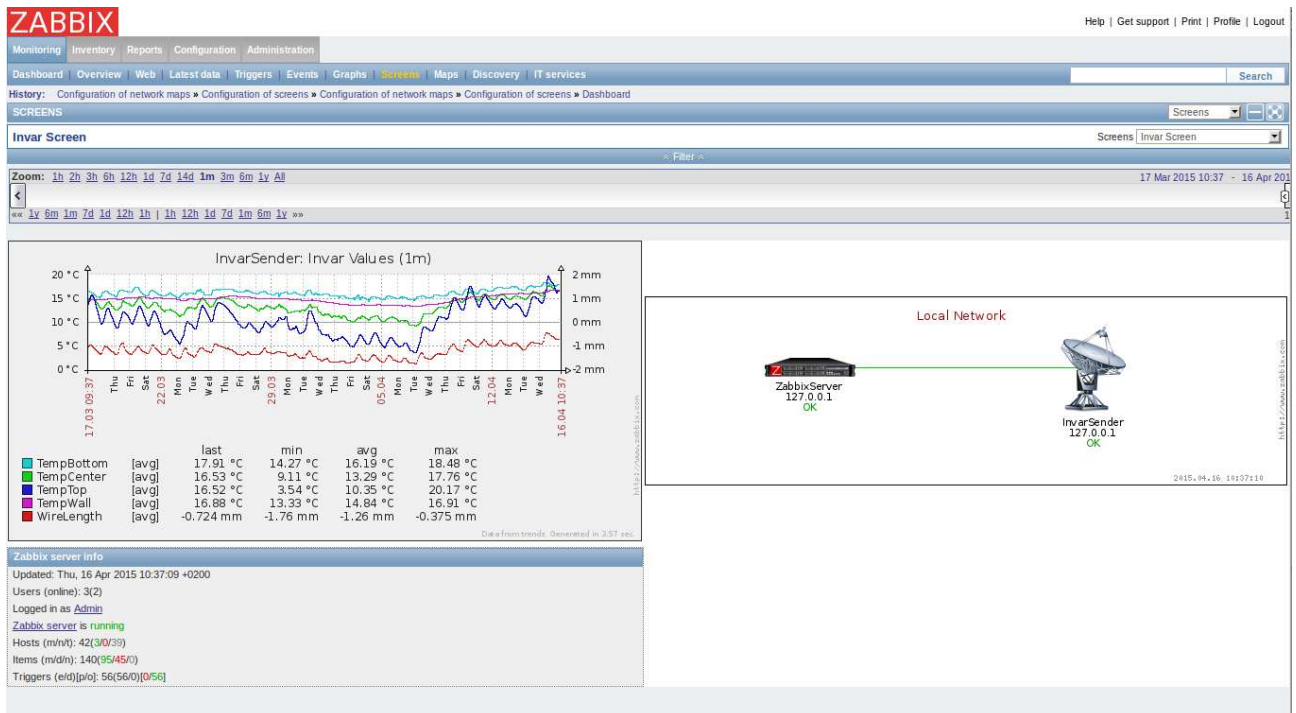 ZABBIX
Help | Get support | Print | Profile | Logout
Monitoring Inventory Reports Configuration Administration
Dashboard | Overview | Web | Latest data | Triggers | Events | Graphs | Screens | Maps | Discovery | IT services
Search
History: Configuration of network maps » Configuration of screens » Configuration of network maps » Configuration of screens » Dashboard
SCREENS
Screens
Invar Screen
Screens Invar Screen
Filter
Zoom: 1h 2h 3h 6h 12h 1d 7d 14d 1m 3m 6m 1y All
17 Mar 2015 10:37 - 16 Apr 201
«« 1y 6m 1m 7d 1d 12h 1h | 1h 12h 1d 7d 1m 6m 1y »»
1
InvarSender: Invar Values (1m)
20 °C 2 mm
15 °C 1 mm
10 °C 0 mm
5 °C -1 mm
0 °C -2 mm
17.03 09:37 Thu Fri Sat 22.03 Mon Tue Wed Thu Fri Sat 29.03 Mon Tue Wed Thu Fri Sat 05.04 Mon Tue Wed Thu Fri Sat 12.04 Mon Tue Wed 16.04 10:37
last min avg max
TempBottom [avg] 17.91 °C 14.27 °C 16.19 °C 18.48 °C
TempCenter [avg] 16.53 °C 9.11 °C 13.29 °C 17.76 °C
TempTop [avg] 16.52 °C 3.54 °C 10.35 °C 20.17 °C
TempWall [avg] 16.88 °C 13.33 °C 14.84 °C 16.91 °C
WireLength [avg] -0.724 mm -1.76 mm -1.26 mm -0.375 mm
Data from trends. Generated in 3.57 sec.
http://www.zabbix.com
Local Network
Z
ZabbixServer
127.0.0.1
OK
InvarSender
127.0.0.1
OK
http://www.zabbix.com
2015.04.16 10:37:10
Zabbix server info
Updated: Thu, 16 Apr 2015 10:37:09 +0200
Users (online): 3(2)
Logged in as Admin
Zabbix server is running
Hosts (m/n/t): 42(3/0/39)
Items (m/d/n): 140(95/45/0)
Triggers (e/d)[p/o]: 56(56/0)[0/56]